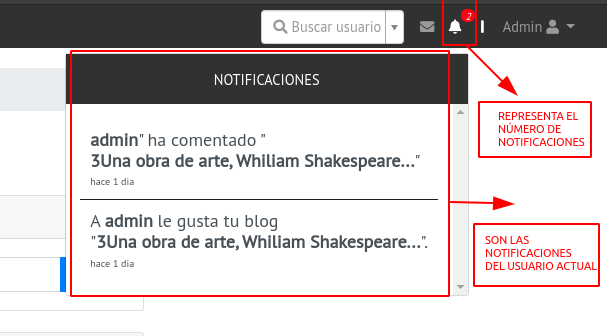 Buscar usuario
2
Admin
NOTIFICACIONES
admin" ha comentado "
3Una obra de arte, Whiliam Shakespeare..."
hace 1 dia
A admin le gusta tu blog
"3Una obra de arte, Whiliam Shakespeare...".
hace 1 dia
REPRESENTA EL
NÚMERO DE
NOTIFICACIONES
SON LAS
NOTIFICACIONES
DEL USUARIO ACTUAL